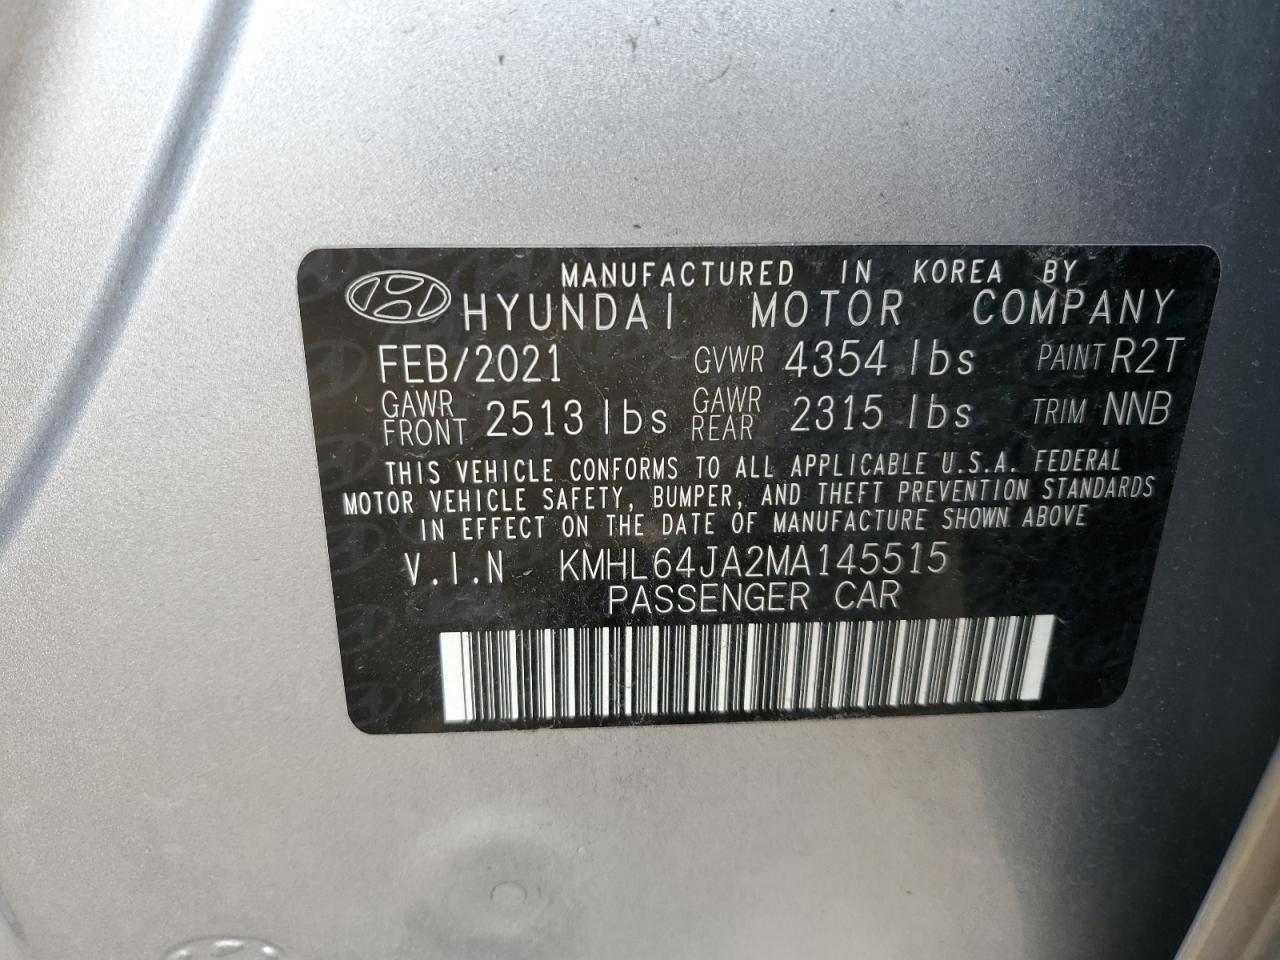 MANUFACTURED IN KOREA BY
HYUNDAI MOTOR COMPANY
FEB/2021 GVWR 4354 lbs PAINT R2T
GAWR FRONT 2513 lbs GAWR REAR 2315 lbs TRIM NNB
THIS VEHICLE CONFORMS TO ALL APPLICABLE U.S.A. FEDERAL
MOTOR VEHICLE SAFETY, BUMPER, AND THEFT PREVENTION STANDARDS
IN EFFECT ON THE DATE OF MANUFACTURE SHOWN ABOVE
V.I.N KMHL64JA2MA145515
PASSENGER CAR